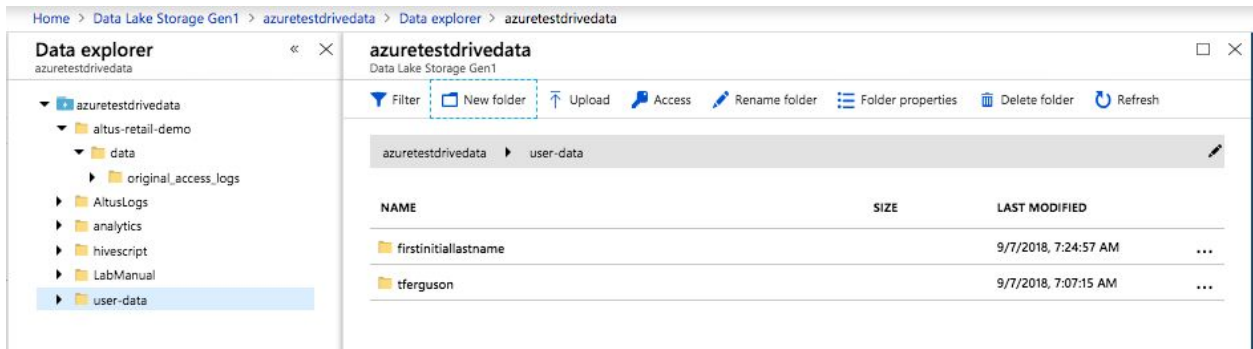 Home > Data Lake Storage Gen1 > azuretestdrivedata > Data explorer > azuretestdrivedata
Data explorer
azuretestdrivedata
azuretestdrivedata
altus-retail-demo
data
original_access_logs
AltusLogs
analytics
hivescript
LabManual
user-data
azuretestdrivedata
Data Lake Storage Gen1
Filter New folder Upload Access Rename folder Folder properties Delete folder Refresh
azuretestdrivedata user-data
NAME SIZE LAST MODIFIED
firstinitiallastname 9/7/2018, 7:24:57 AM ...
tferguson 9/7/2018, 7:07:15 AM ...